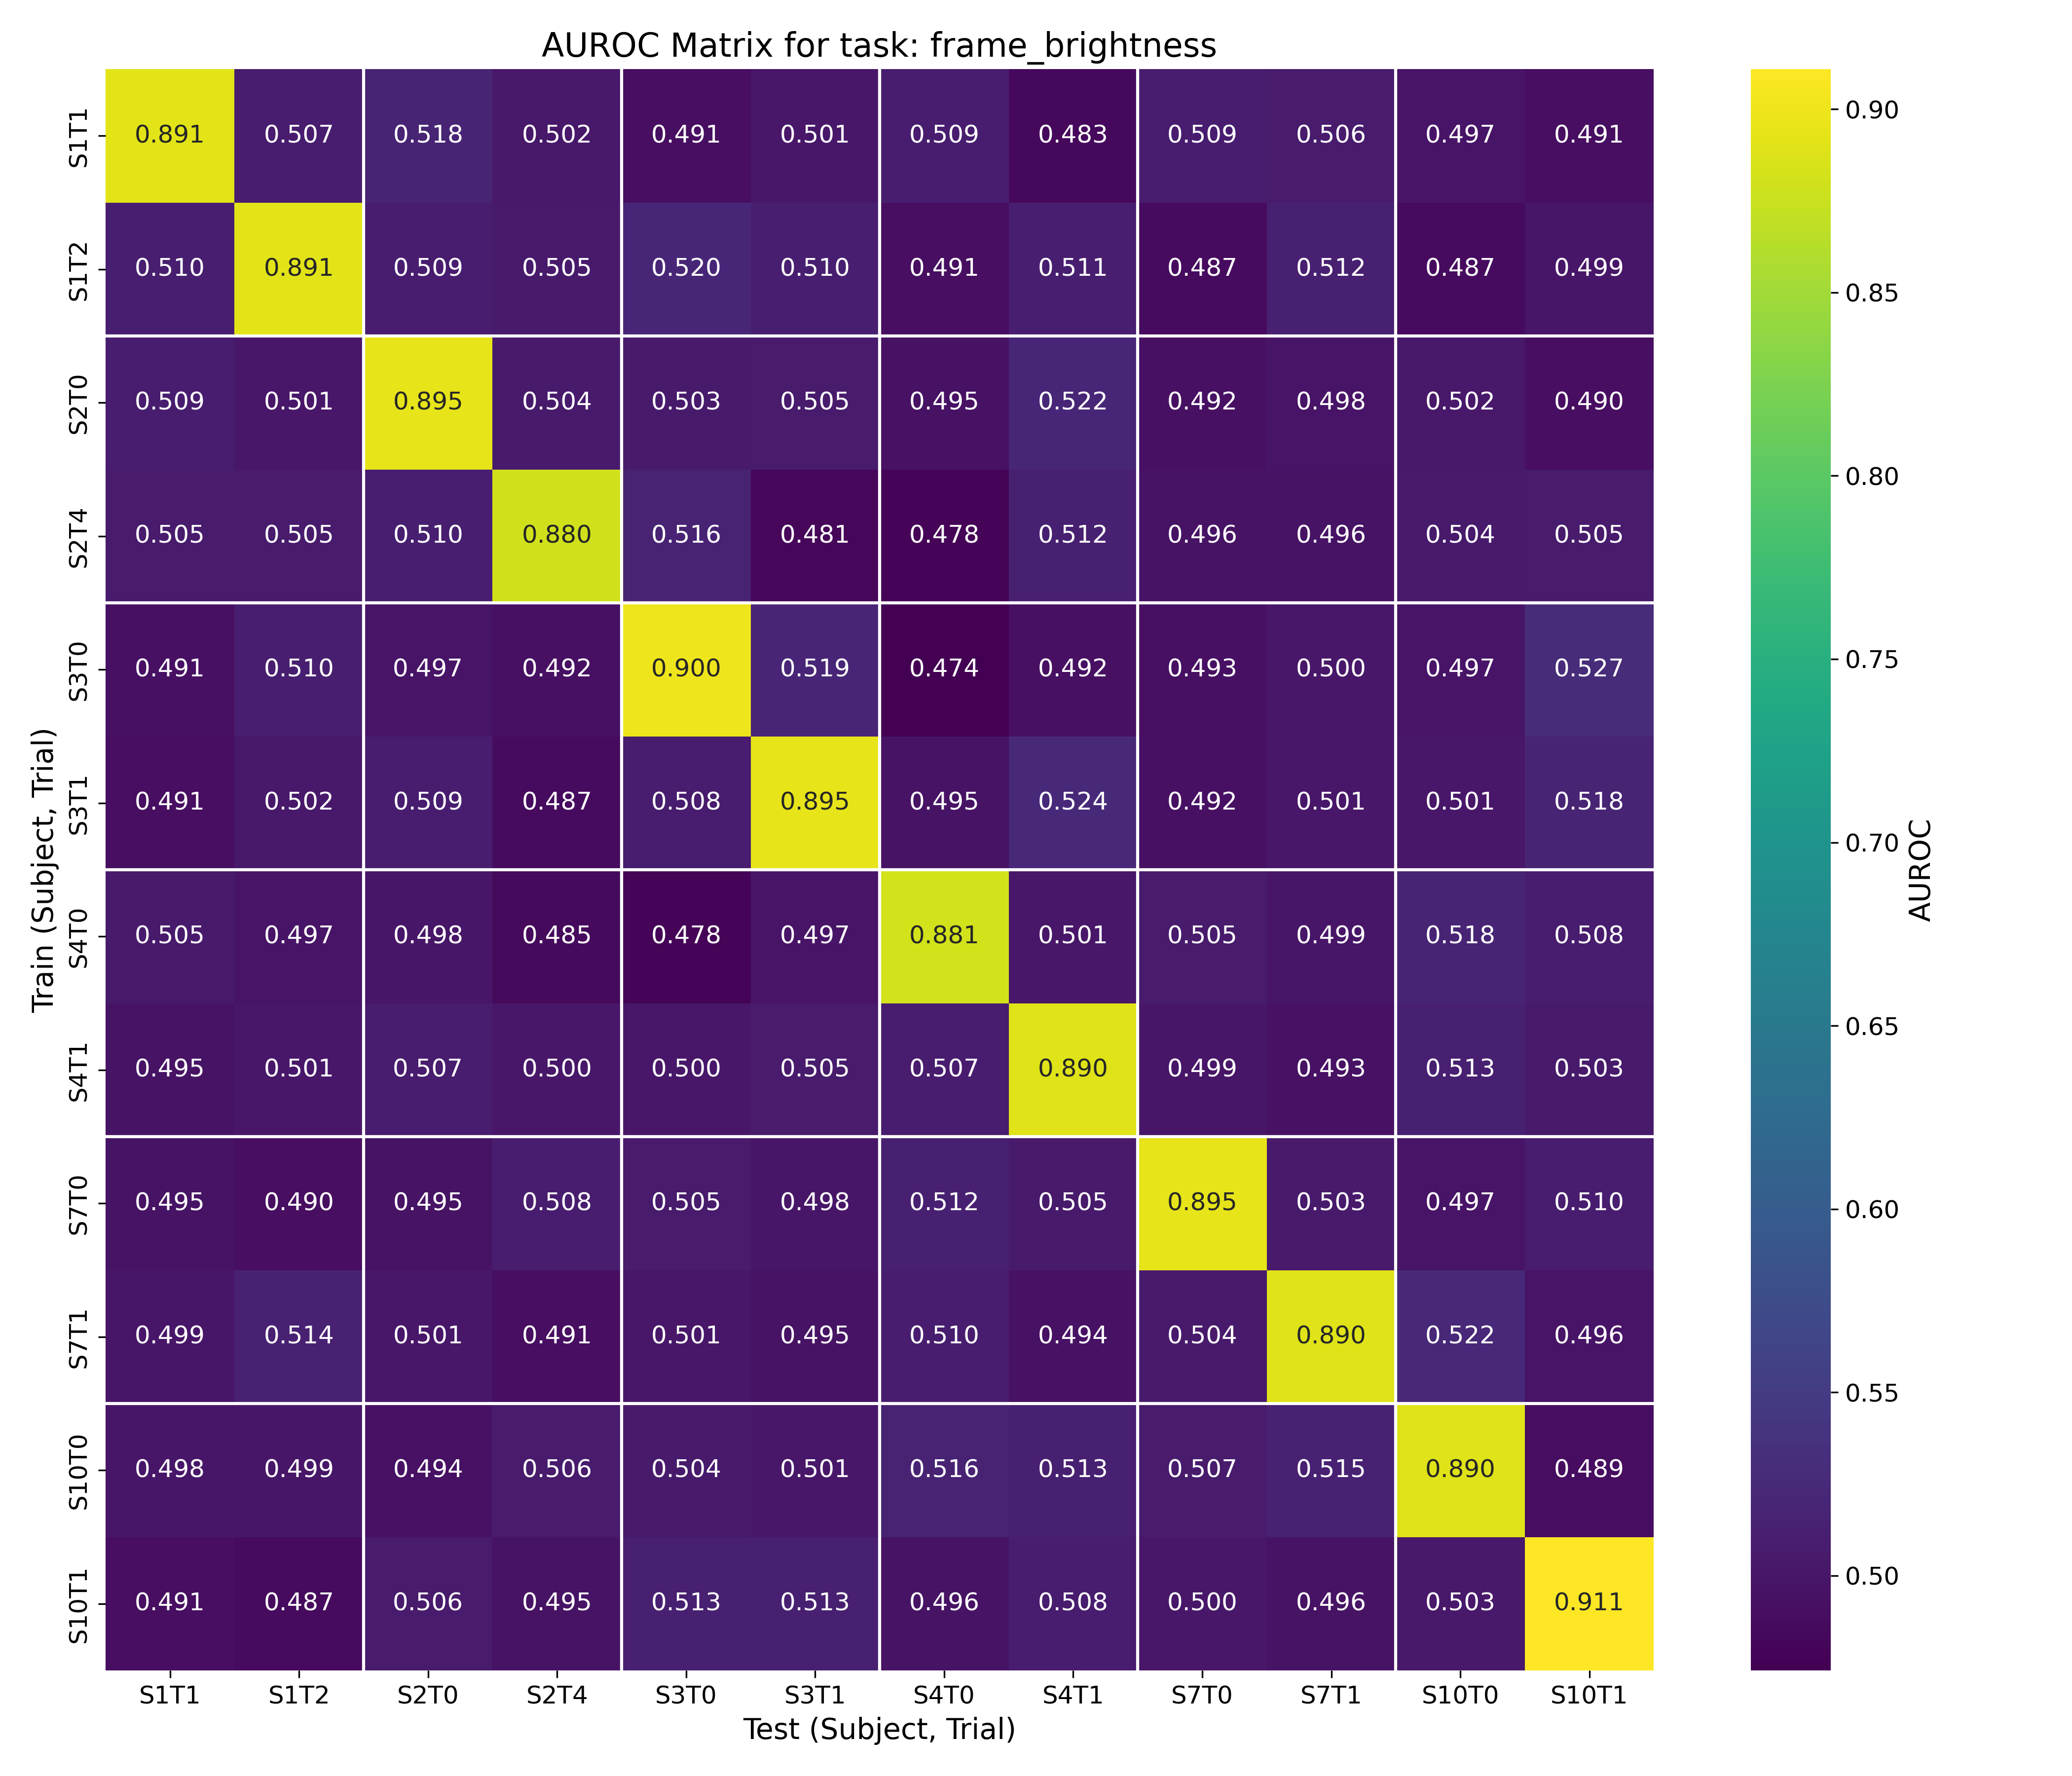 AUROC Matrix for task: frame_brightness
S1T1 0.891 0.507 0.518 0.502 0.491 0.501 0.509 0.483 0.509 0.506 0.497 0.491
S1T2 0.510 0.891 0.509 0.505 0.520 0.510 0.491 0.511 0.487 0.512 0.487 0.499
S2T0 0.509 0.501 0.895 0.504 0.503 0.505 0.495 0.522 0.492 0.498 0.502 0.490
S2T4 0.505 0.505 0.510 0.880 0.516 0.481 0.478 0.512 0.496 0.496 0.504 0.505
S3T0 0.491 0.510 0.497 0.492 0.900 0.519 0.474 0.492 0.493 0.500 0.497 0.527
S3T1 0.491 0.502 0.509 0.487 0.508 0.895 0.495 0.524 0.492 0.501 0.501 0.518
S4T0 0.505 0.497 0.498 0.485 0.478 0.497 0.881 0.501 0.505 0.499 0.518 0.508
S4T1 0.495 0.501 0.507 0.500 0.500 0.505 0.507 0.890 0.499 0.493 0.513 0.503
S7T0 0.495 0.490 0.495 0.508 0.505 0.498 0.512 0.505 0.895 0.503 0.497 0.510
S7T1 0.499 0.514 0.501 0.491 0.501 0.495 0.510 0.494 0.504 0.890 0.522 0.496
S10T0 0.498 0.499 0.494 0.506 0.504 0.501 0.516 0.513 0.507 0.515 0.890 0.489
S10T1 0.491 0.487 0.506 0.495 0.513 0.513 0.496 0.508 0.500 0.496 0.503 0.911
S1T1 S1T2 S2T0 S2T4 S3T0 S3T1 S4T0 S4T1 S7T0 S7T1 S10T0 S10T1
Test (Subject, Trial)
Train (Subject, Trial)
0.90
0.85
0.80
0.75
0.70
0.65
0.60
0.55
0.50
AUROC